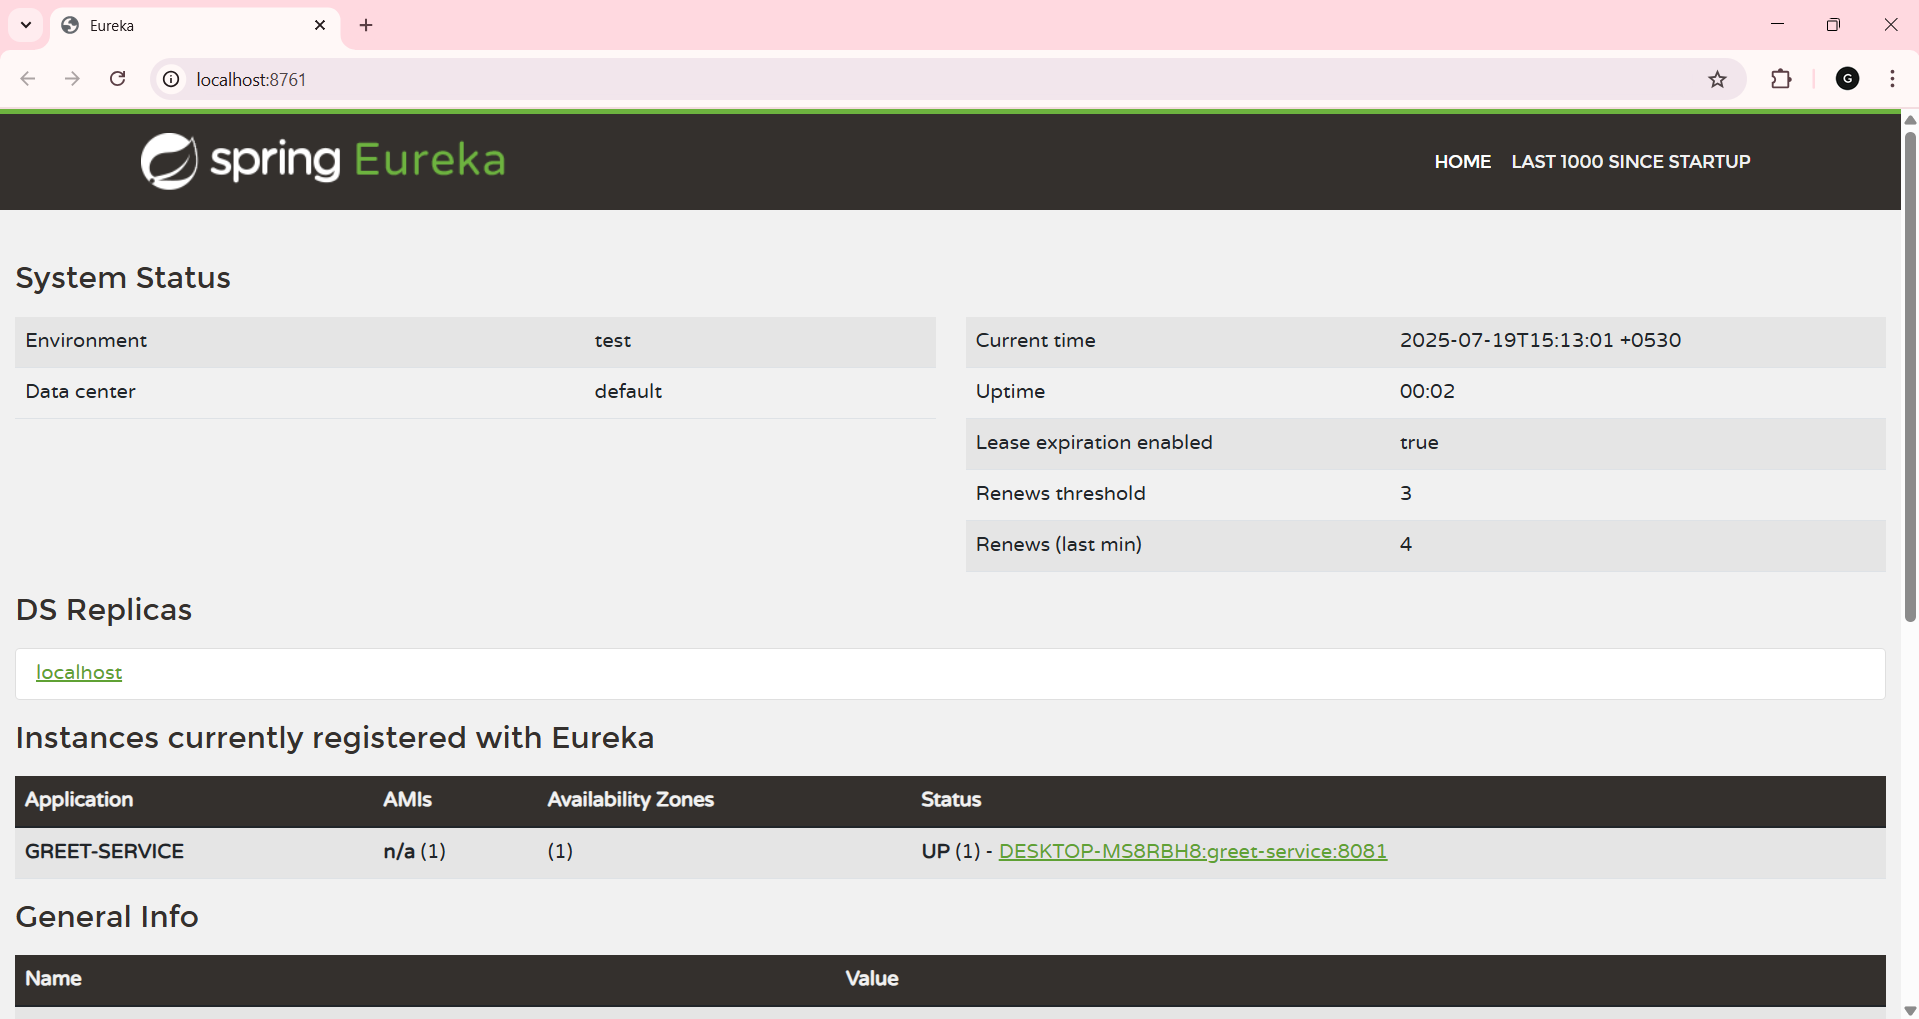 Eureka
localhost:8761
G
spring Eureka
HOME LAST 1000 SINCE STARTUP
System Status
Environment test
Data center default
Current time 2025-07-19T15:13:01 +0530
Uptime 00:02
Lease expiration enabled true
Renews threshold 3
Renews (last min) 4
DS Replicas
localhost
Instances currently registered with Eureka
Application AMIs Availability Zones Status
GREET-SERVICE n/a (1) (1) UP (1) - DESKTOP-MS8RBH8:greet-service:8081
General Info
Name Value